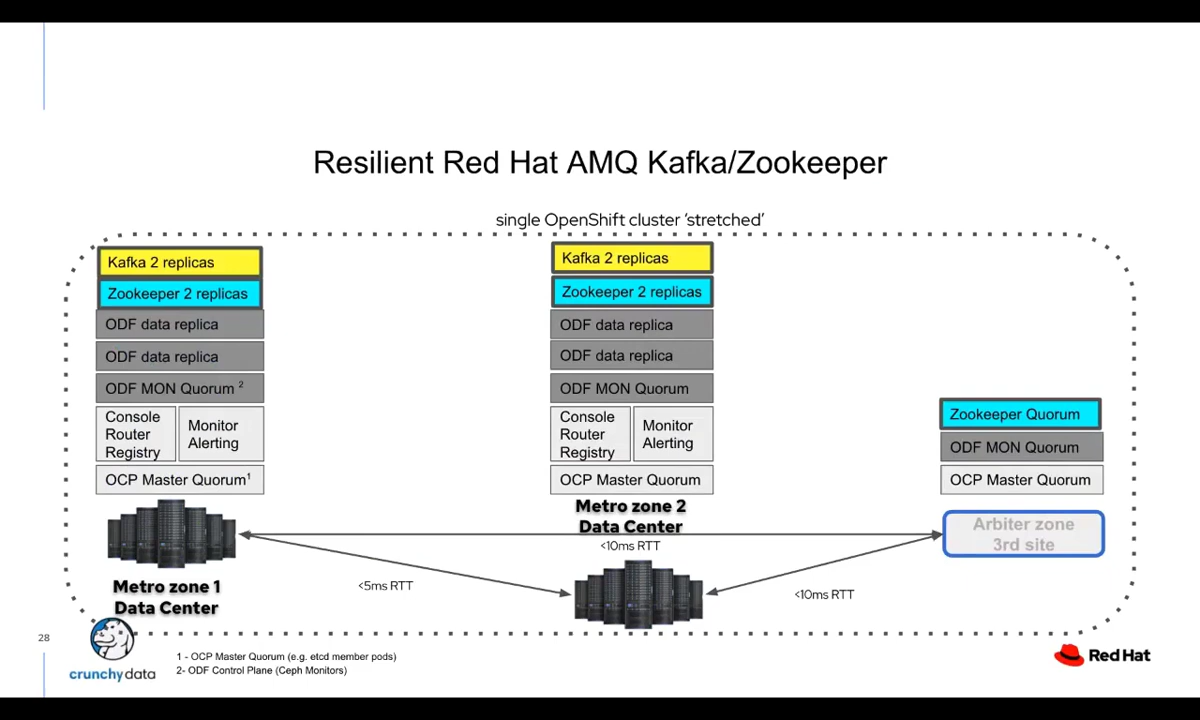 Resilient Red Hat AMQ Kafka/Zookeeper
single OpenShift cluster ‘stretched’
Kafka 2 replicas
Zookeeper 2 replicas
ODF data replica
ODF data replica
ODF MON Quorum 2
Console
Router
Registry
Monitor
Alerting
OCP Master Quorum1
Metro zone 1
Data Center
Kafka 2 replicas
Zookeeper 2 replicas
ODF data replica
ODF data replica
ODF MON Quorum
Console
Router
Registry
Monitor
Alerting
OCP Master Quorum
Metro zone 2
Data Center
<10ms RTT
<5ms RTT
<10ms RTT
Zookeeper Quorum
ODF MON Quorum
OCP Master Quorum
Arbiter zone
3rd site
28
crunchydata
1 - OCP Master Quorum (e.g. etcd member pods)
2- ODF Control Plane (Ceph Monitors)
Red Hat